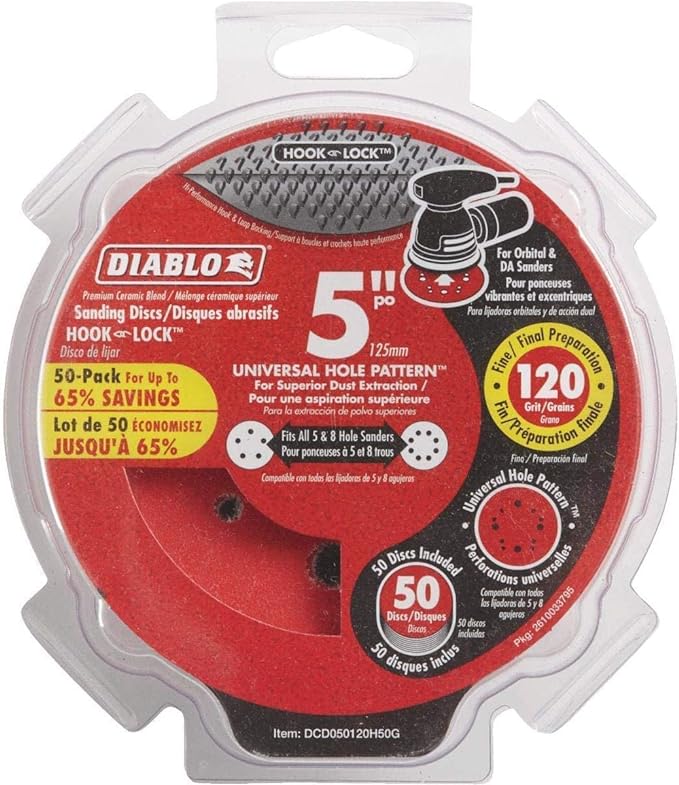 HOOK LOCK™
Hi-Performance Hook & Loop Backing/Support à boucles et crochets haute performance
For Orbital &
DA Sanders
Pour ponceuses
vibrantes et excentriques
Para lijadoras orbitales y de acción dual
DIABLO
Premium Ceramic Blend / Mélange céramique supérieur
Sanding Discs/Disques abrasifs
HOOK LOCK™
Disco de lijar
50-Pack For Up To
65% SAVINGS
Lot de 50 ÉCONOMISEZ
JUSQU'À 65%
5"
po
125mm
UNIVERSAL HOLE PATTERN™
For Superior Dust Extraction /
Pour une aspiration supérieure
Para la extracción de polvo superiores
Fits All 5 & 8 Hole Sanders
Pour ponceuses à 5 et 8 trous
Compatible con todas las lijadoras de 5 y 8 agujeros
Fine / Final Preparation
120
Grit/Grains
Grano
Fin/Préparation finale
Fino / Preparación final
Universal Hole Pattern™
Perforations universelles
Compatible con todas
las lijadoras de 5 y 8
agujeros
50 Discs Included
50
Discs/Disques
Discos
50 discos
incluidas
50 disques inclus
Pkg: 2610033795
Item: DCD050120H50G